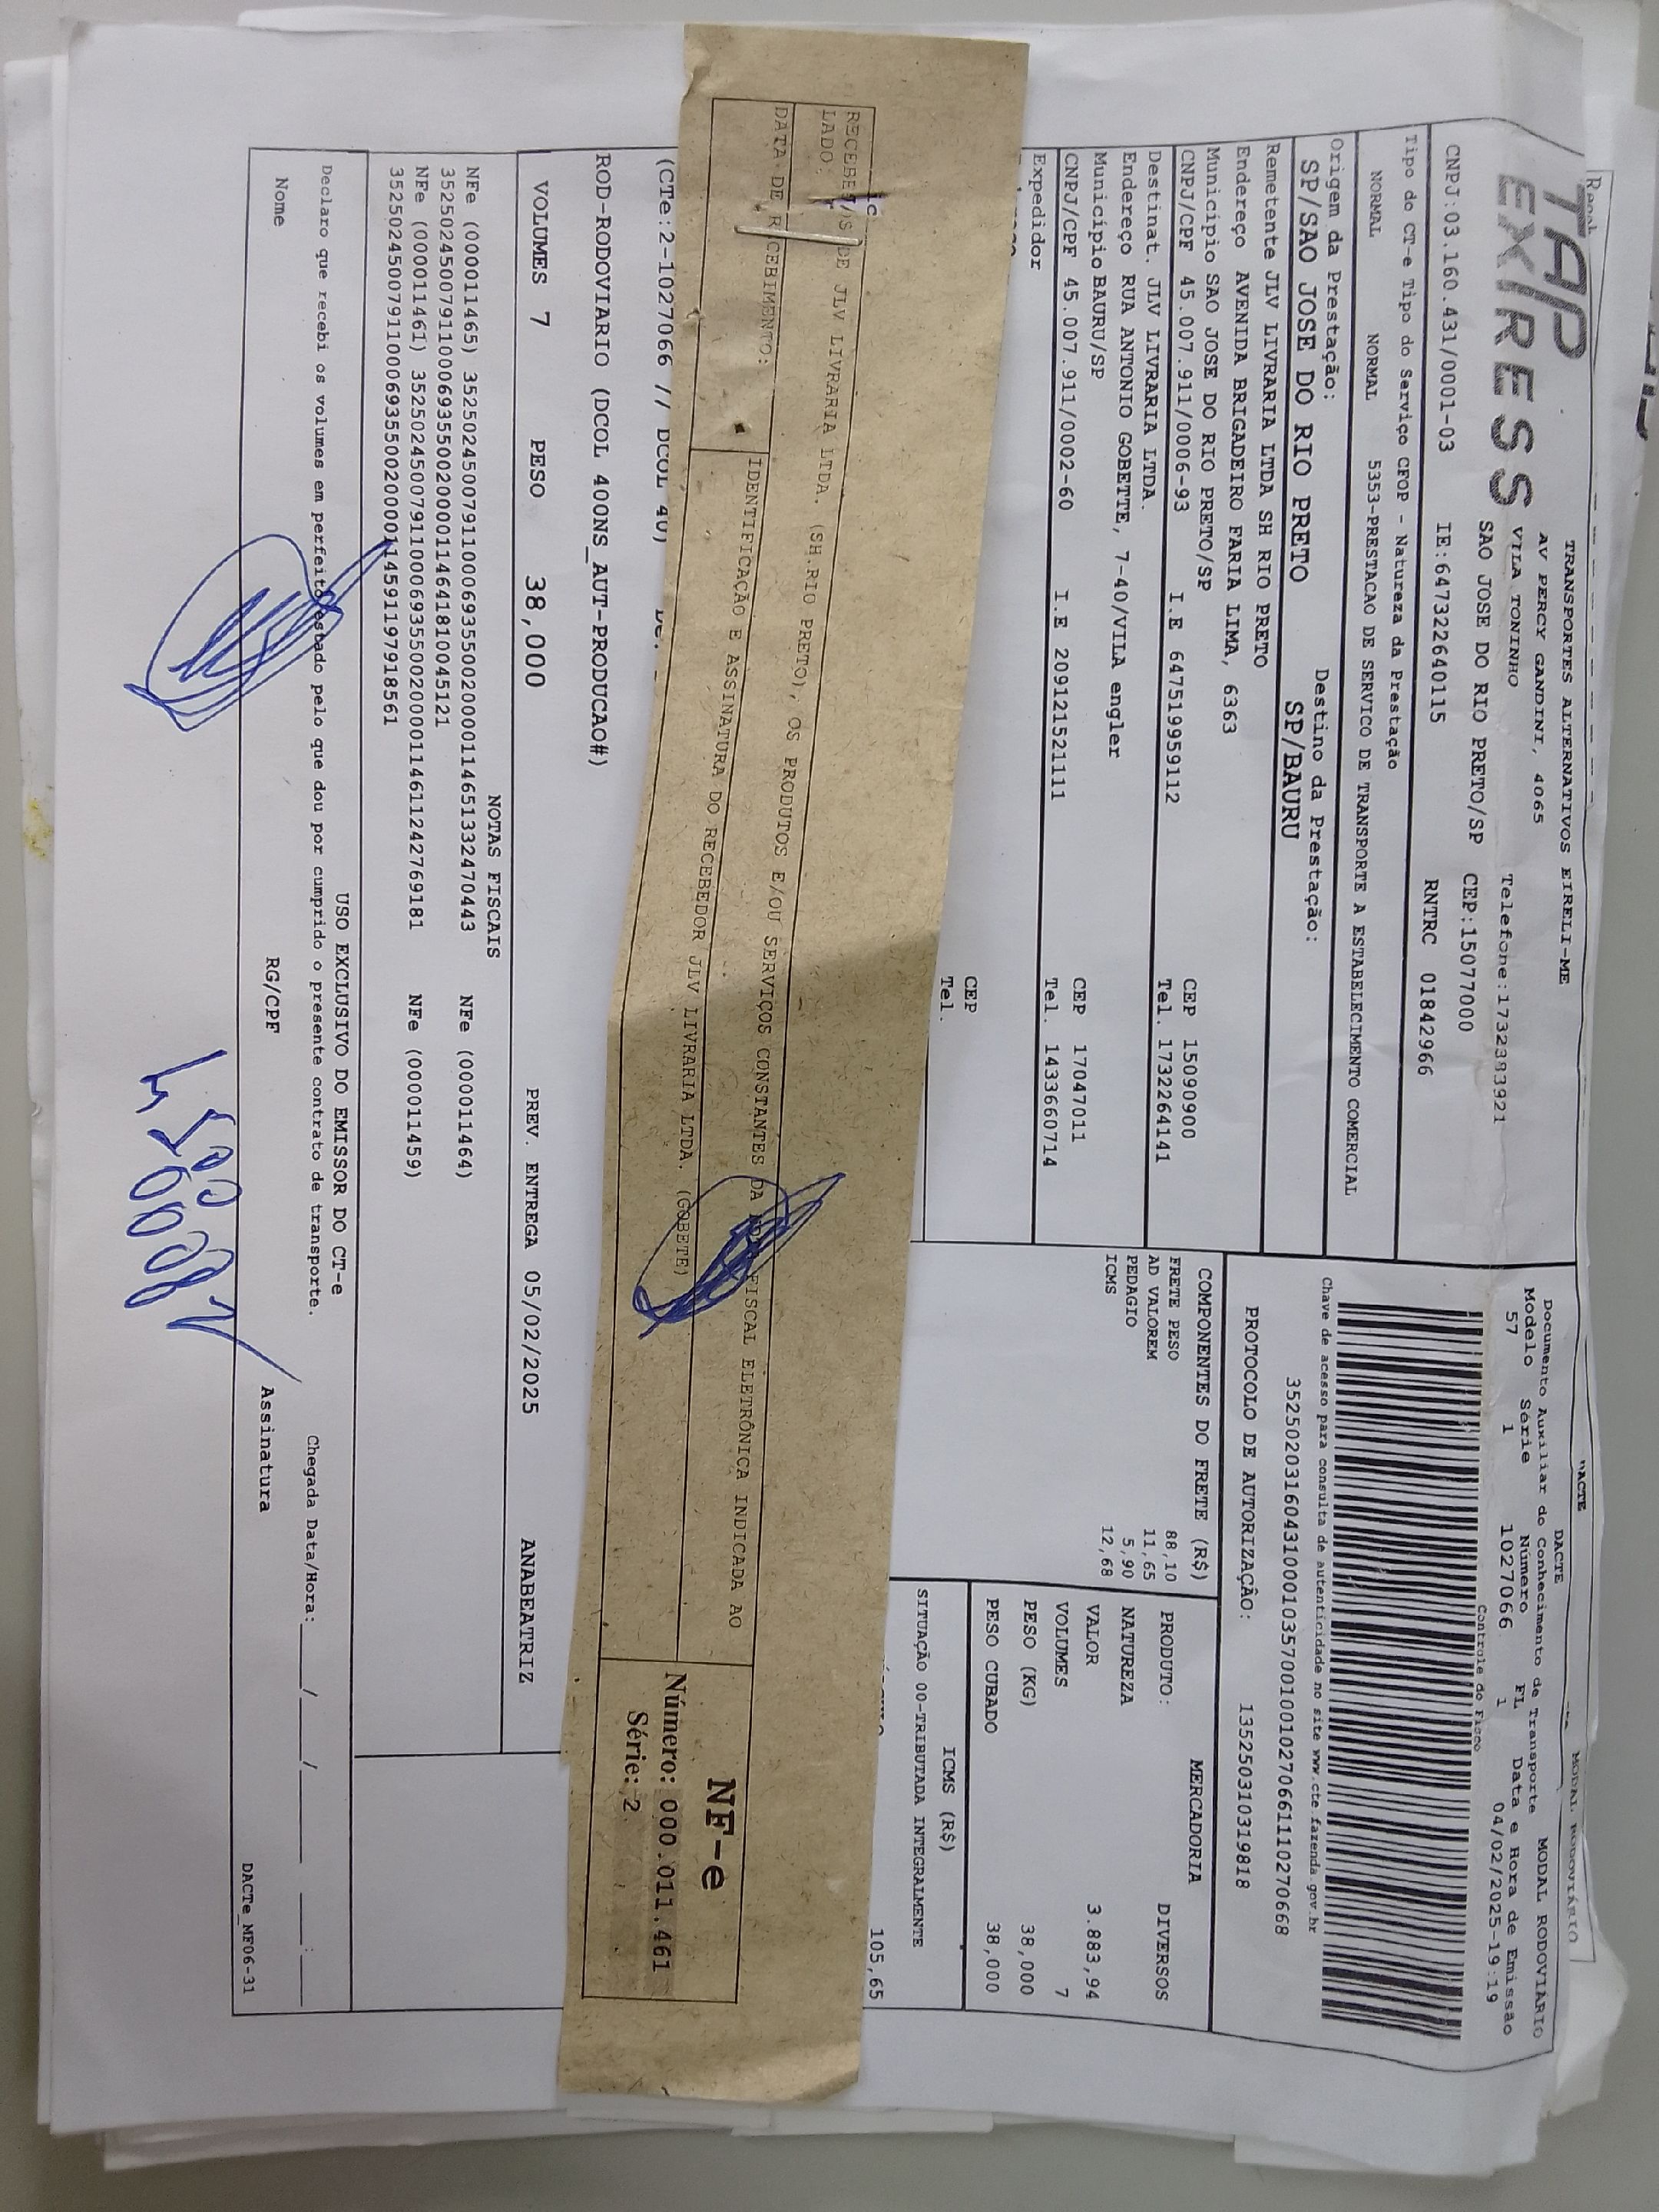 TAP EXPRESS
TRANSPORTES ALTERNATIVOS EIRELI-ME
AV PERCY GANDINI, 4065
VILA TONINHO
Telefone:1732383921
SAO JOSE DO RIO PRETO/SP CEP:15077000
CNPJ:03.160.431/0001-03 IE:647322640115 RNTRC 01842966
DACTE
DACTE MODAL RODOVIÁRIO
Documento Auxiliar do Conhecimento de Transporte MODAL RODOVIÁRIO
Modelo Série Número FL Data e Hora de Emissão
57 1 1027066 1 04/02/2025-19:19
Controle do Fisco
Tipo do CT-e Tipo do Serviço CFOP - Natureza da Prestação
NORMAL NORMAL 5353-PRESTACAO DE SERVICO DE TRANSPORTE A ESTABELECIMENTO COMERCIAL
Chave de acesso para consulta de autenticidade no site www.cte.fazenda.gov.br
35250203160431000103570010010270661110270668
Origem da Prestação: Destino da Prestação:
SP/SAO JOSE DO RIO PRETO SP/BAURU
PROTOCOLO DE AUTORIZAÇÃO: 135250310319818
Remetente JLV LIVRARIA LTDA SH RIO PRETO
Endereço AVENIDA BRIGADEIRO FARIA LIMA, 6363
Município SAO JOSE DO RIO PRETO/SP CEP 15090900
CNPJ/CPF 45.007.911/0006-93 I.E 647519959112 Tel. 1732264141
Destinat. JLV LIVRARIA LTDA.
Endereço RUA ANTONIO GOBETTE, 7-40/VILA engler
Município BAURU/SP CEP 17047011
CNPJ/CPF 45.007.911/0002-60 I.E 209121521111 Tel. 1433660714
Expedidor
CEP
Tel.
COMPONENTES DO FRETE (R$)
FRETE PESO 88,10
AD VALOREM 11,65
PEDAGIO 5,90
ICMS 12,68
MERCADORIA
PRODUTO: DIVERSOS
NATUREZA
VALOR 3.883,94
VOLUMES 7
PESO (KG) 38,000
PESO CUBADO 38,000
ICMS (R$)
SITUAÇÃO 00-TRIBUTADA INTEGRALMENTE
105,65
RECEBEMOS DE JLV LIVRARIA LTDA. (SH.RIO PRETO), OS PRODUTOS E/OU SERVIÇOS CONSTANTES DA NOTA FISCAL ELETRÔNICA INDICADA AO
LADO.
DATA DE RECEBIMENTO: IDENTIFICAÇÃO E ASSINATURA DO RECEBEDOR JLV LIVRARIA LTDA. (GOBETE)
NF-e
Número: 000.011.461
Série: 2
(CTe:2-1027066 // DCOL 40)
ROD-RODOVIARIO (DCOL 40ONS_AUT-PRODUCAO#)
VOLUMES 7 PESO 38,000 PREV. ENTREGA 05/02/2025 ANABEATRIZ
NOTAS FISCAIS
NFe (000011465) 35250245007911000693550020000114651332470443 NFe (000011464)
35250245007911000693550020000114641810045121
NFe (000011461) 35250245007911000693550020000114611242769181 NFe (000011459)
35250245007911000693550020000114591197918561
USO EXCLUSIVO DO EMISSOR DO CT-e
Declaro que recebi os volumes em perfeito estado pelo que dou por cumprido o presente contrato de transporte. Chegada Data/Hora:___/___/___ __:__
Nome RG/CPF Assinatura
DACTe_MF06-31